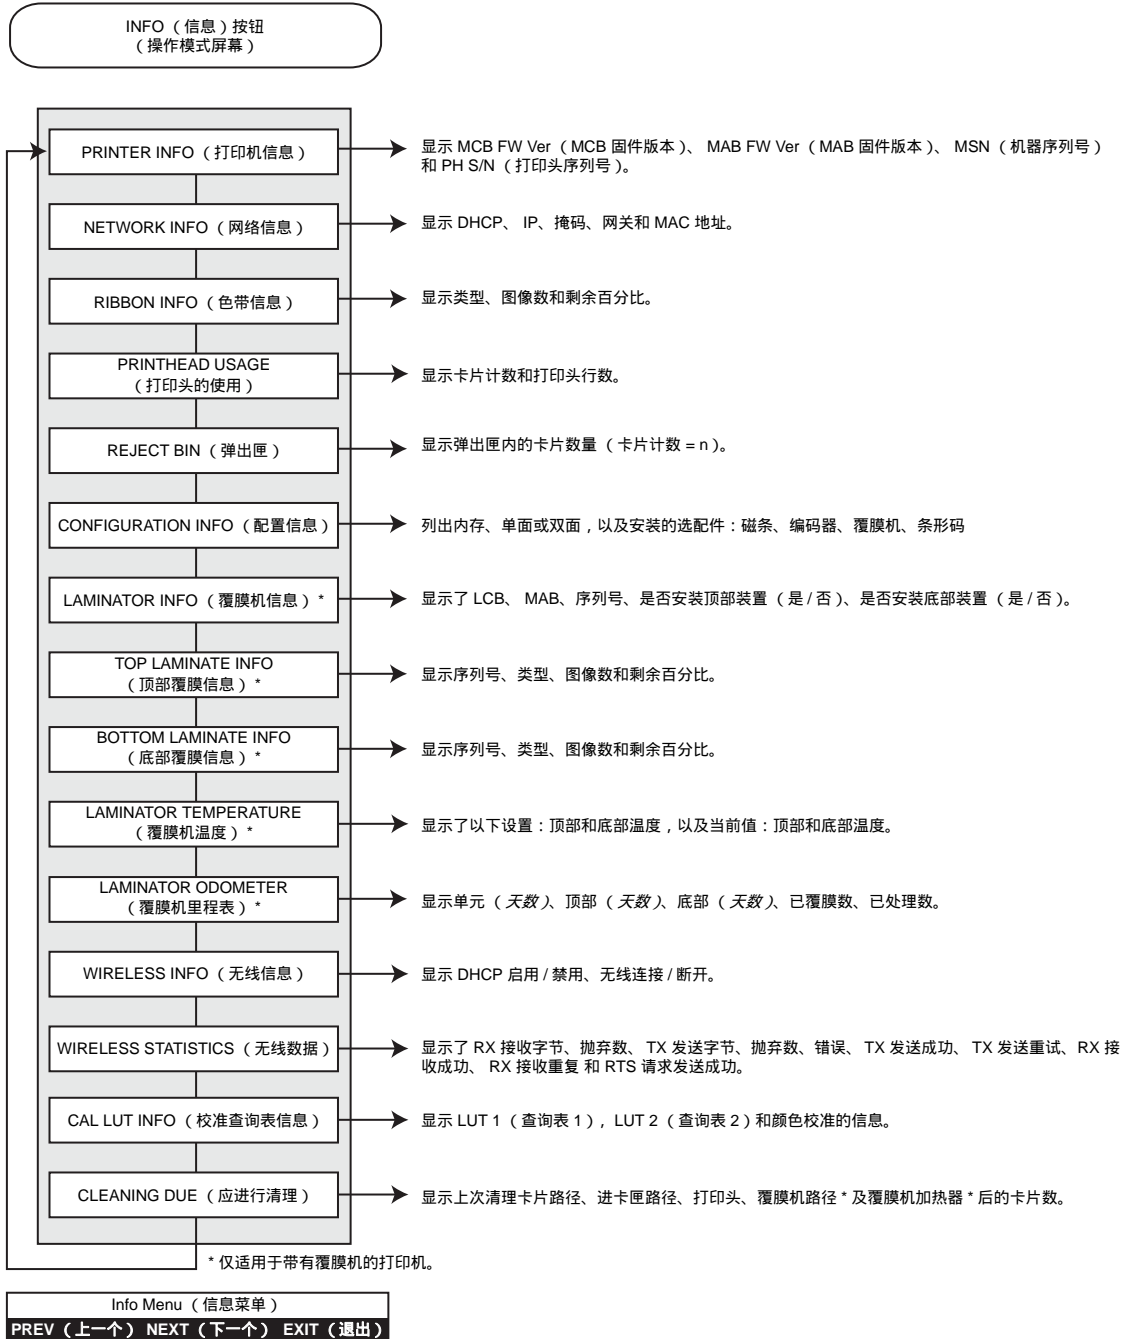 INFO（信息）按钮
（操作模式屏幕）
PRINTER INFO（打印机信息）
显示 MCB FW Ver（MCB 固件版本）、 MAB FW Ver（MAB 固件版本）、 MSN（机器序列号）
和 PH S/N（打印头序列号）。
NETWORK INFO（网络信息）
显示 DHCP、 IP、掩码、网关和 MAC 地址。
RIBBON INFO（色带信息）
显示类型、图像数和剩余百分比。
PRINTHEAD USAGE
（打印头的使用）
显示卡片计数和打印头行数。
REJECT BIN（弹出匣）
显示弹出匣内的卡片数量（卡片计数 = n）。
CONFIGURATION INFO（配置信息）
列出内存、单面或双面，以及安装的选配件：磁条、编码器、覆膜机、条形码
LAMINATOR INFO（覆膜机信息）*
显示了 LCB、 MAB、序列号、是否安装顶部装置（是 / 否）、是否安装底部装置（是 / 否）。
TOP LAMINATE INFO
（顶部覆膜信息）*
显示序列号、类型、图像数和剩余百分比。
BOTTOM LAMINATE INFO
（底部覆膜信息）*
显示序列号、类型、图像数和剩余百分比。
LAMINATOR TEMPERATURE
（覆膜机温度）*
显示了以下设置：顶部和底部温度，以及当前值：顶部和底部温度。
LAMINATOR ODOMETER
（覆膜机里程表）*
显示单元（天数）、顶部（天数）、底部（天数）、已覆膜数、已处理数。
WIRELESS INFO（无线信息）
显示 DHCP 启用 / 禁用、无线连接 / 断开。
WIRELESS STATISTICS（无线数据）
显示了 RX 接收字节、抛弃数、 TX 发送字节、抛弃数、错误、 TX 发送成功、 TX 发送重试、RX 接
收成功、 RX 接收重复 和 RTS 请求发送成功。
CAL LUT INFO（校准查询表信息）
显示 LUT 1（查询表 1），LUT 2（查询表 2）和颜色校准的信息。
CLEANING DUE（应进行清理）
显示上次清理卡片路径、进卡匣路径、打印头、覆膜机路径 * 及覆膜机加热器 * 后的卡片数。
* 仅适用于带有覆膜机的打印机。
Info Menu（信息菜单）
PREV（上一个） NEXT（下一个） EXIT（退出）